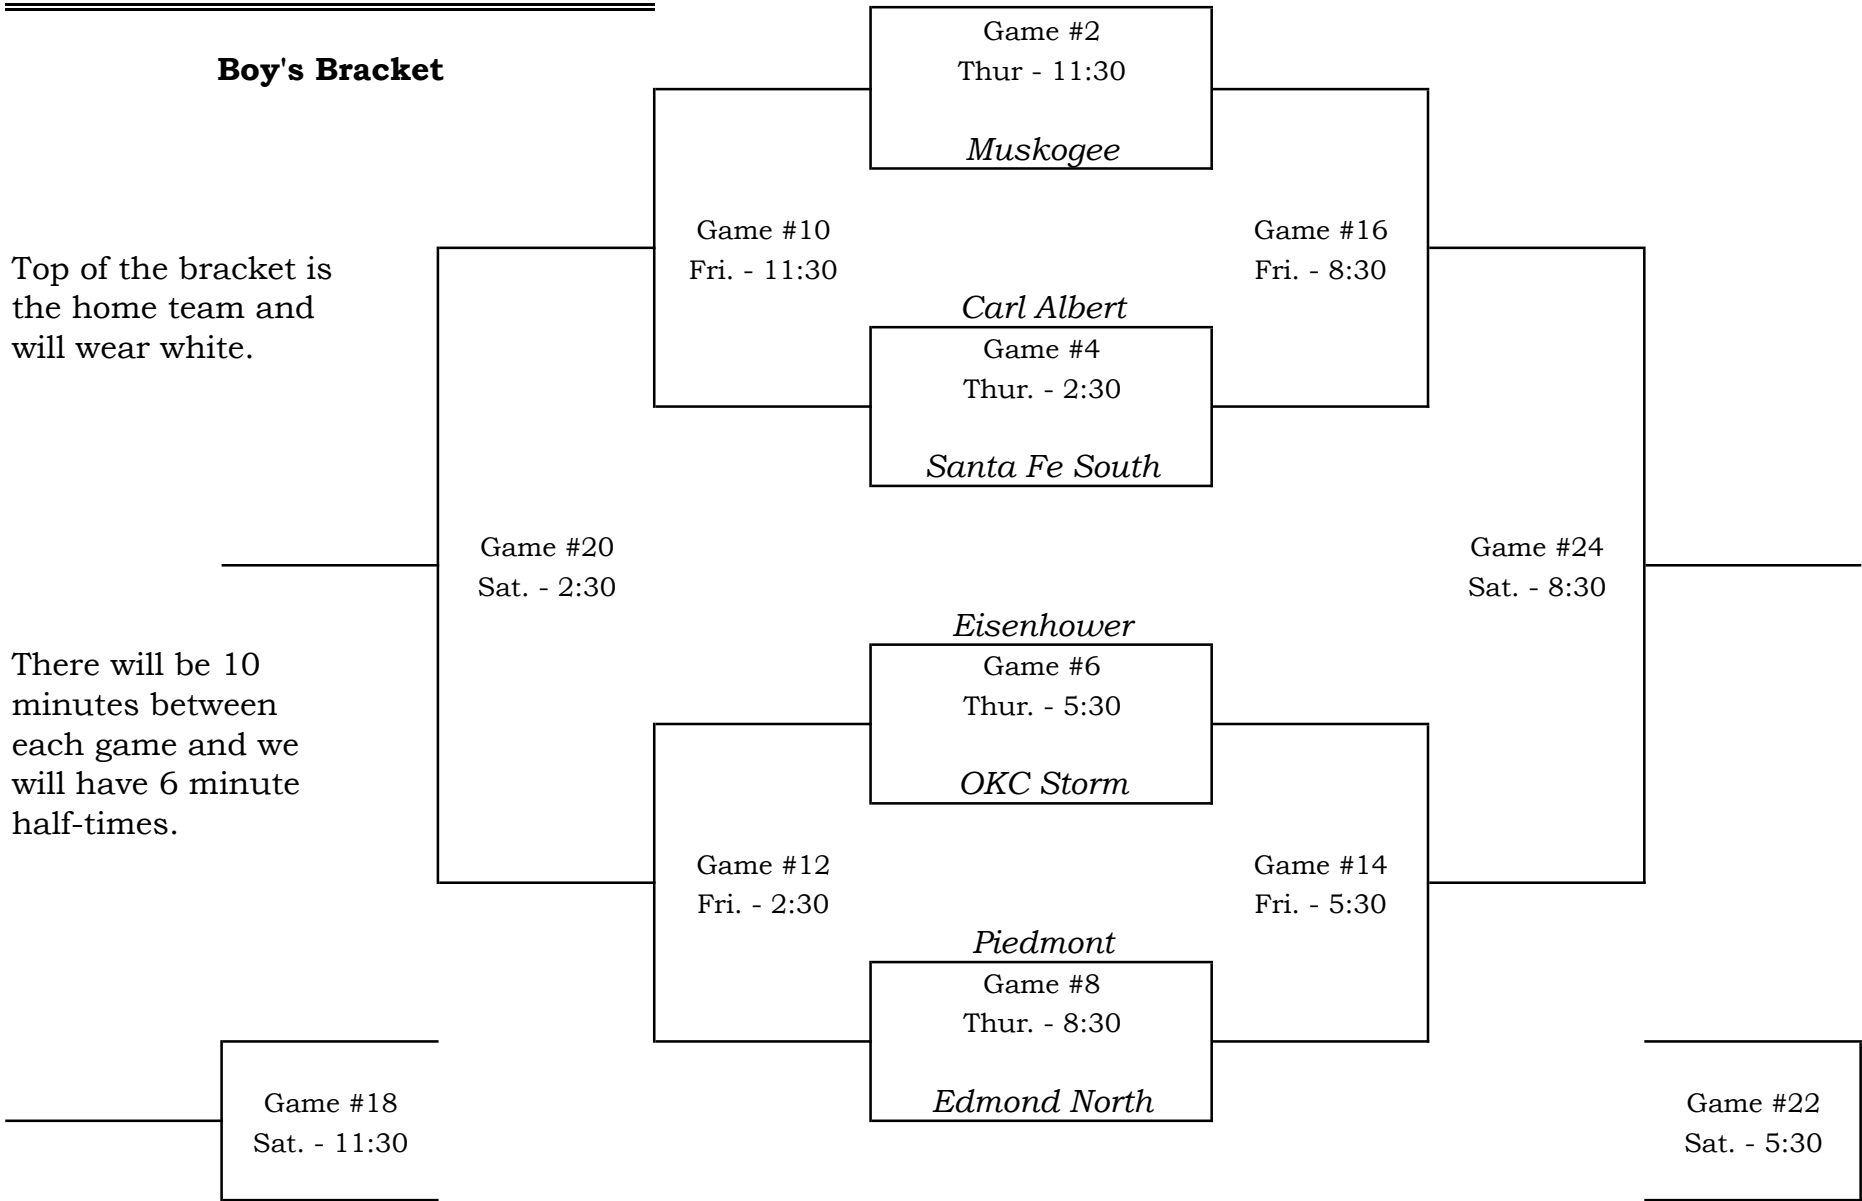 Game #2
Boy's Bracket
Thur - 11:30
Muskogee
Game #10
Fri. - 11:30
Game #16
Fri. - 8:30
Top of the bracket is
the home team and
will wear white.
Carl Albert
Game #4
Thur. - 2:30
Santa Fe South
Game #20
Sat. - 2:30
Game #24
Sat. - 8:30
Eisenhower
Game #6
Thur. - 5:30
OKC Storm
There will be 10
minutes between
each game and we
will have 6 minute
half-times.
Game #12
Fri. - 2:30
Game #14
Fri. - 5:30
Piedmont
Game #8
Thur. - 8:30
Edmond North
Game #18
Sat. - 11:30
Game #22
Sat. - 5:30